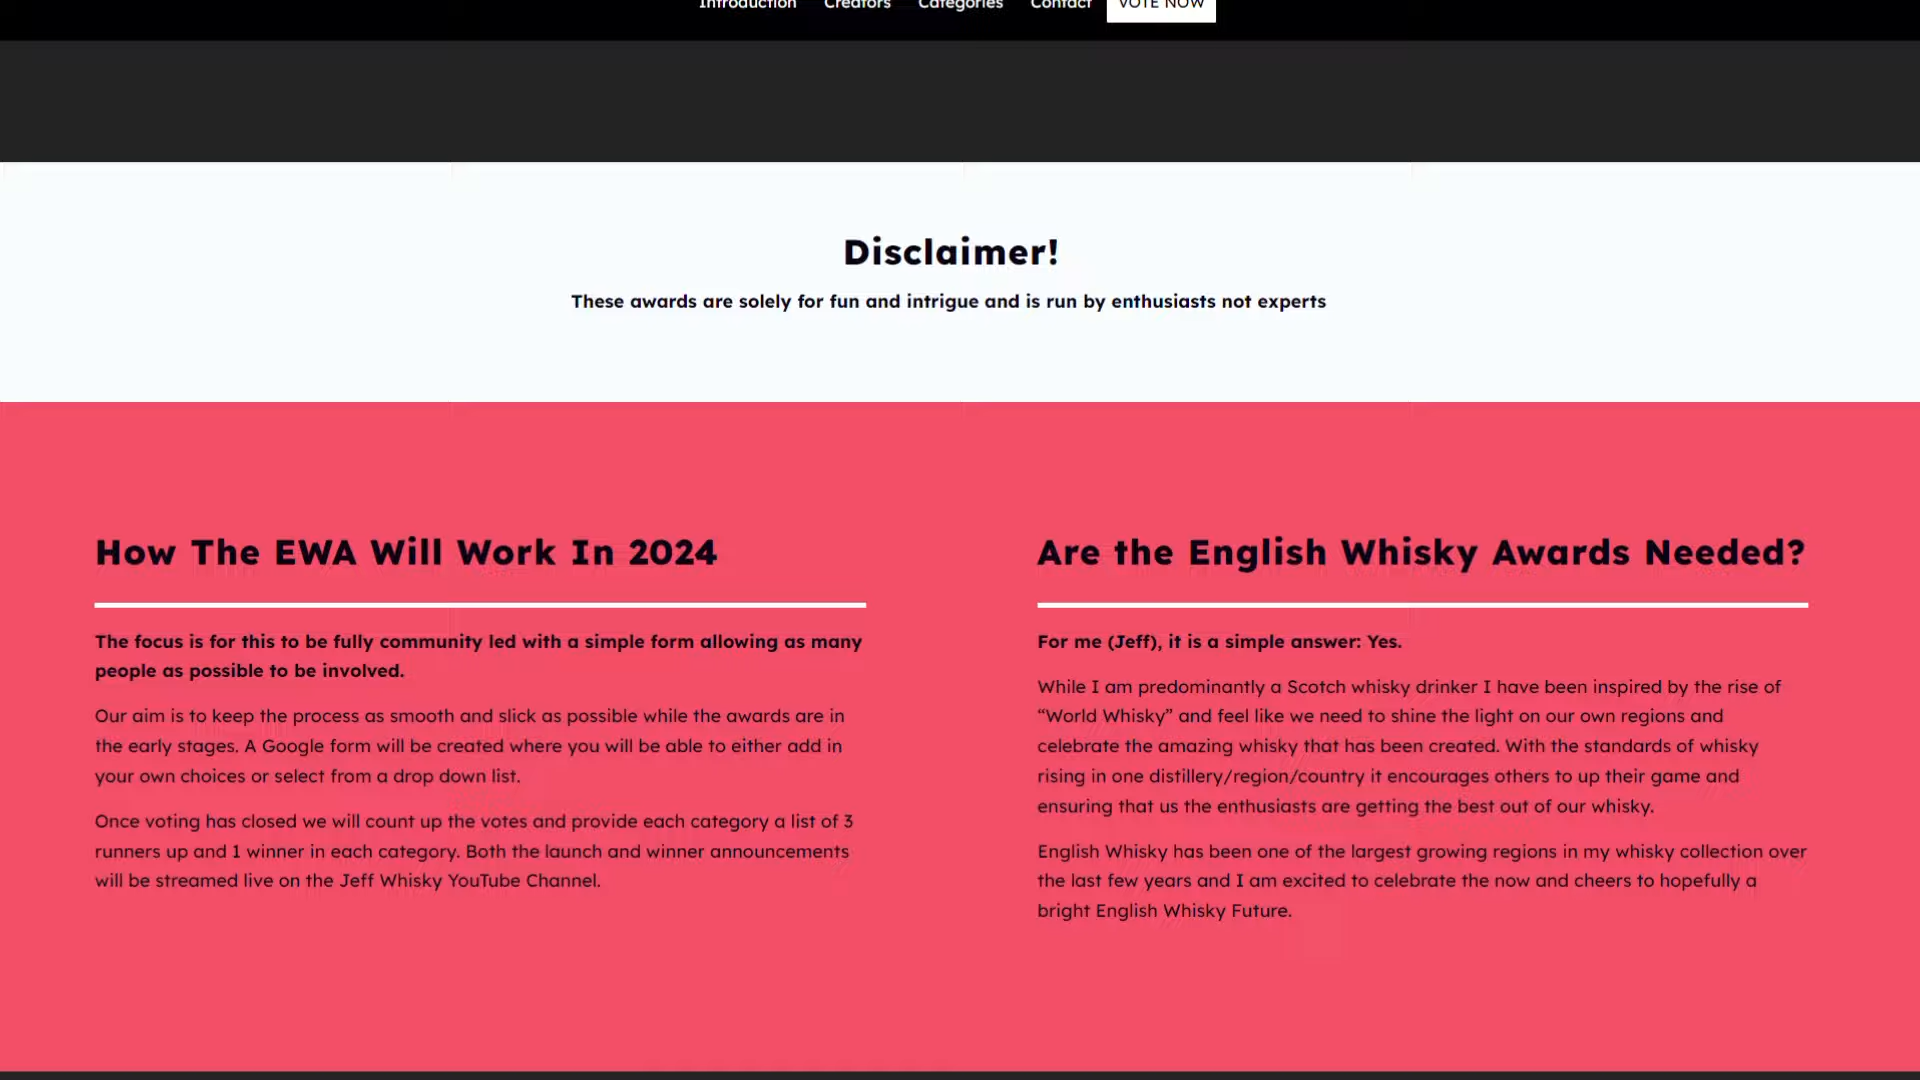 Introduction Creators Categories Contact VOTE NOW
Disclaimer!
These awards are solely for fun and intrigue and is run by enthusiasts not experts
How The EWA Will Work In 2024
The focus is for this to be fully community led with a simple form allowing as many
people as possible to be involved.
Our aim is to keep the process as smooth and slick as possible while the awards are in
the early stages. A Google form will be created where you will be able to either add in
your own choices or select from a drop down list.
Once voting has closed we will count up the votes and provide each category a list of 3
runners up and 1 winner in each category. Both the launch and winner announcements
will be streamed live on the Jeff Whisky YouTube Channel.
Are the English Whisky Awards Needed?
For me (Jeff), it is a simple answer: Yes.
While I am predominantly a Scotch whisky drinker I have been inspired by the rise of
“World Whisky” and feel like we need to shine the light on our own regions and
celebrate the amazing whisky that has been created. With the standards of whisky
rising in one distillery/region/country it encourages others to up their game and
ensuring that us the enthusiasts are getting the best out of our whisky.
English Whisky has been one of the largest growing regions in my whisky collection over
the last few years and I am excited to celebrate the now and cheers to hopefully a
bright English Whisky Future.